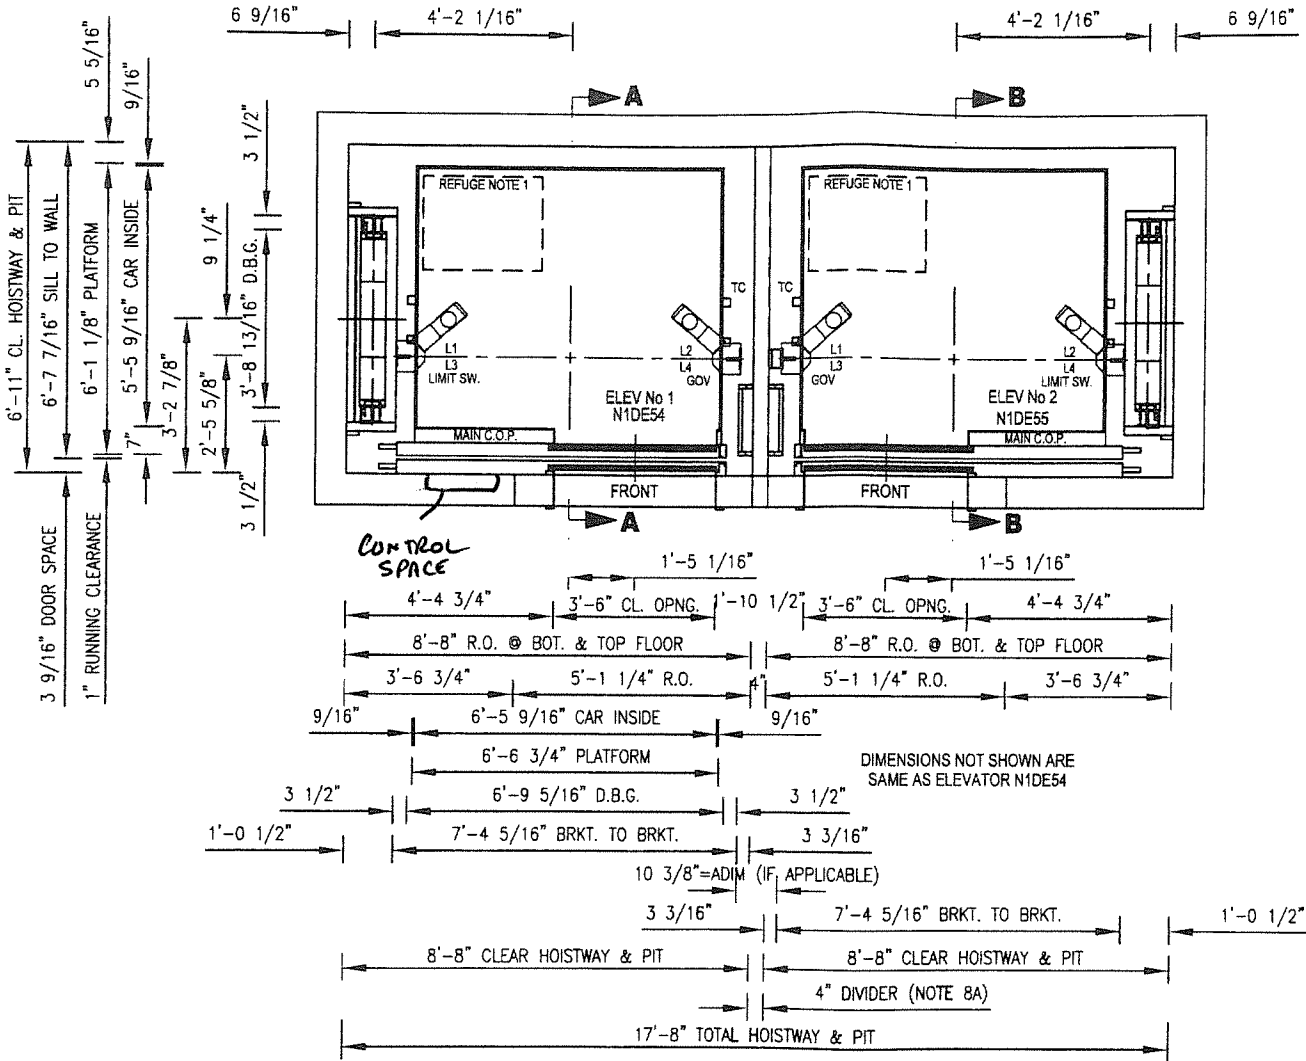 6 9/16"
4'-2 1/16"
4'-2 1/16"
6 9/16"
5 5/16"
9/16"
3 1/2"
A
B
6'-11" CL. HOISTWAY & PIT
6'-7 7/16" SILL TO WALL
6'-1 1/8" PLATFORM
5'-5 9/16" CAR INSIDE
7"
3'-2 7/8"
2'-5 5/8"
9 1/4"
3'-8 13/16" D.B.G.
3 1/2"
3 9/16" DOOR SPACE
1" RUNNING CLEARANCE
REFUGE NOTE 1
REFUGE NOTE 1
TC
TC
L1
L3
LIMIT SW.
L2
L4
GOV
L1
L3
GOV
L2
L4
LIMIT SW.
ELEV No 1
N1DE54
ELEV No 2
N1DE55
MAIN C.O.P.
MAIN C.O.P.
FRONT
FRONT
A
B
CONTROL
SPACE
1'-5 1/16"
1'-5 1/16"
4'-4 3/4"
3'-6" CL. OPNG.
1'-10 1/2"
3'-6" CL. OPNG.
4'-4 3/4"
8'-8" R.O. @ BOT. & TOP FLOOR
8'-8" R.O. @ BOT. & TOP FLOOR
3'-6 3/4"
5'-1 1/4" R.O.
4"
5'-1 1/4" R.O.
3'-6 3/4"
9/16"
6'-5 9/16" CAR INSIDE
9/16"
6'-6 3/4" PLATFORM
DIMENSIONS NOT SHOWN ARE
SAME AS ELEVATOR N1DE54
3 1/2"
6'-9 5/16" D.B.G.
3 1/2"
1'-0 1/2"
7'-4 5/16" BRKT. TO BRKT.
3 3/16"
10 3/8"=ADIM (IF APPLICABLE)
3 3/16"
7'-4 5/16" BRKT. TO BRKT.
1'-0 1/2"
8'-8" CLEAR HOISTWAY & PIT
8'-8" CLEAR HOISTWAY & PIT
4" DIVIDER (NOTE 8A)
17'-8" TOTAL HOISTWAY & PIT